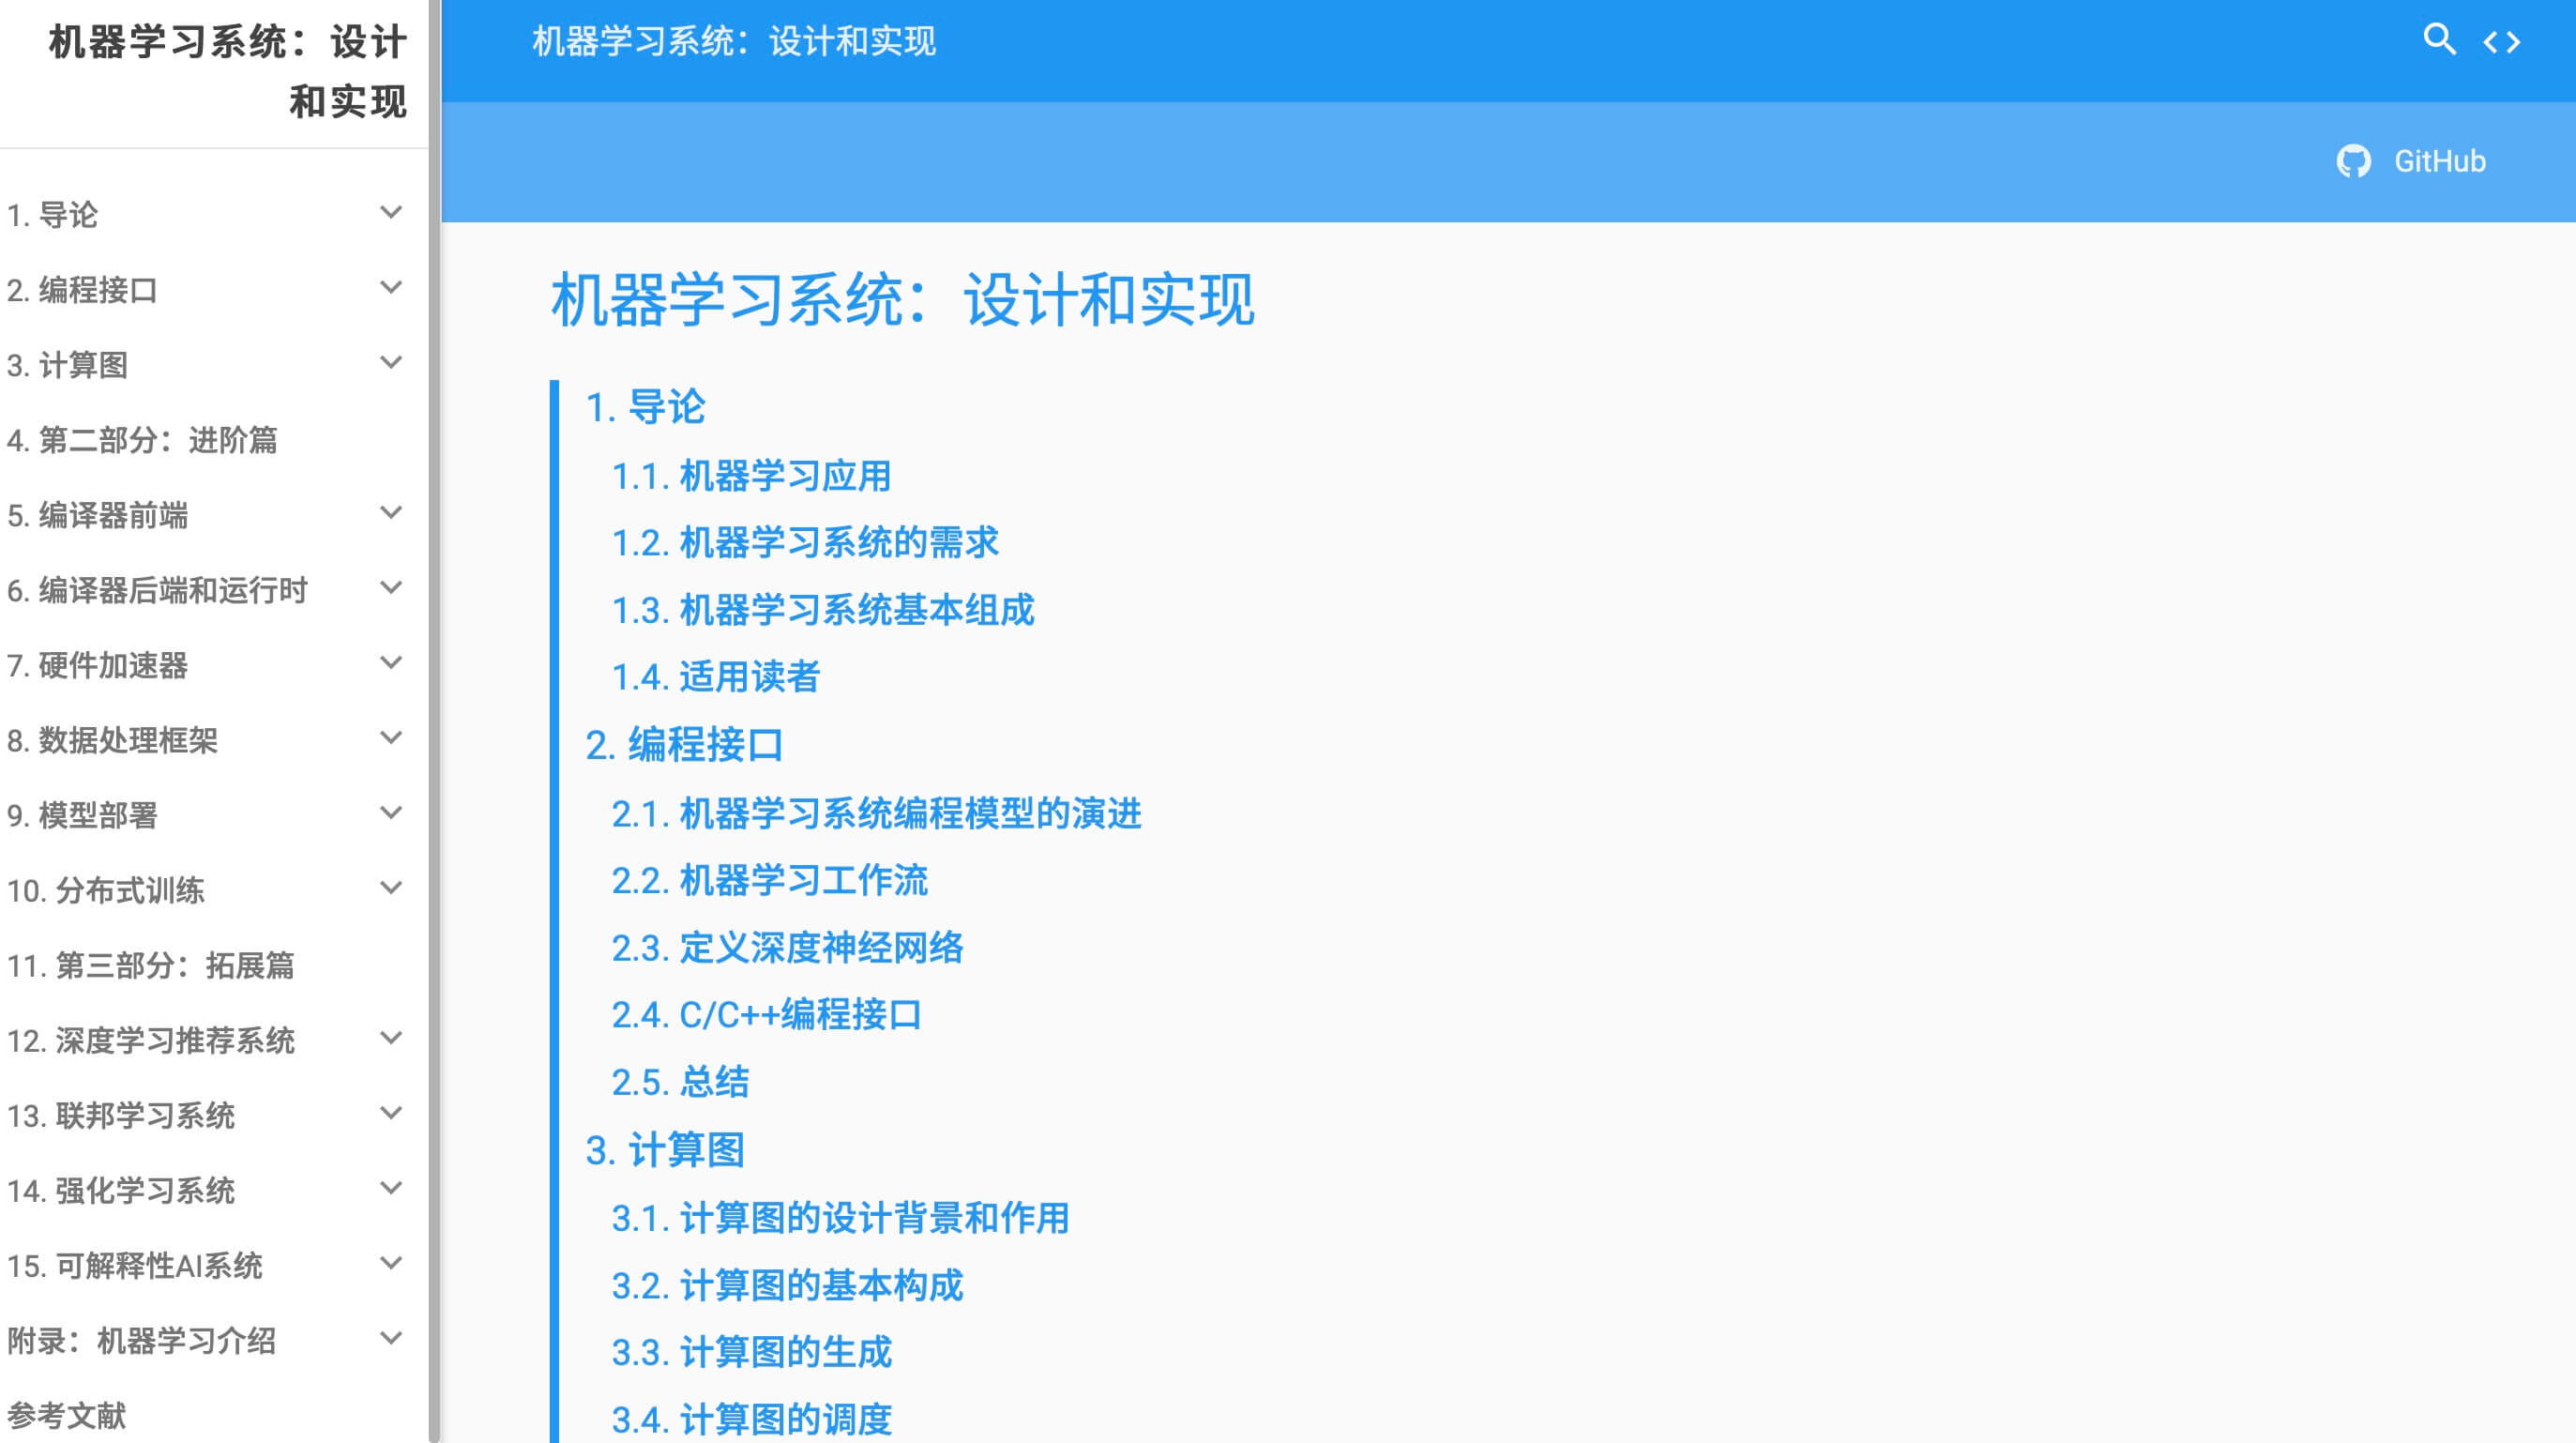 机器学习系统：设计
和实现
1. 导论
2. 编程接口
3. 计算图
4. 第二部分：进阶篇
5. 编译器前端
6. 编译器后端和运行时
7. 硬件加速器
8. 数据处理框架
9. 模型部署
10. 分布式训练
11. 第三部分：拓展篇
12. 深度学习推荐系统
13. 联邦学习系统
14. 强化学习系统
15. 可解释性AI系统
附录：机器学习介绍
参考文献
机器学习系统：设计和实现
GitHub
机器学习系统：设计和实现
1. 导论
1.1. 机器学习应用
1.2. 机器学习系统的需求
1.3. 机器学习系统基本组成
1.4. 适用读者
2. 编程接口
2.1. 机器学习系统编程模型的演进
2.2. 机器学习工作流
2.3. 定义深度神经网络
2.4. C/C++编程接口
2.5. 总结
3. 计算图
3.1. 计算图的设计背景和作用
3.2. 计算图的基本构成
3.3. 计算图的生成
3.4. 计算图的调度